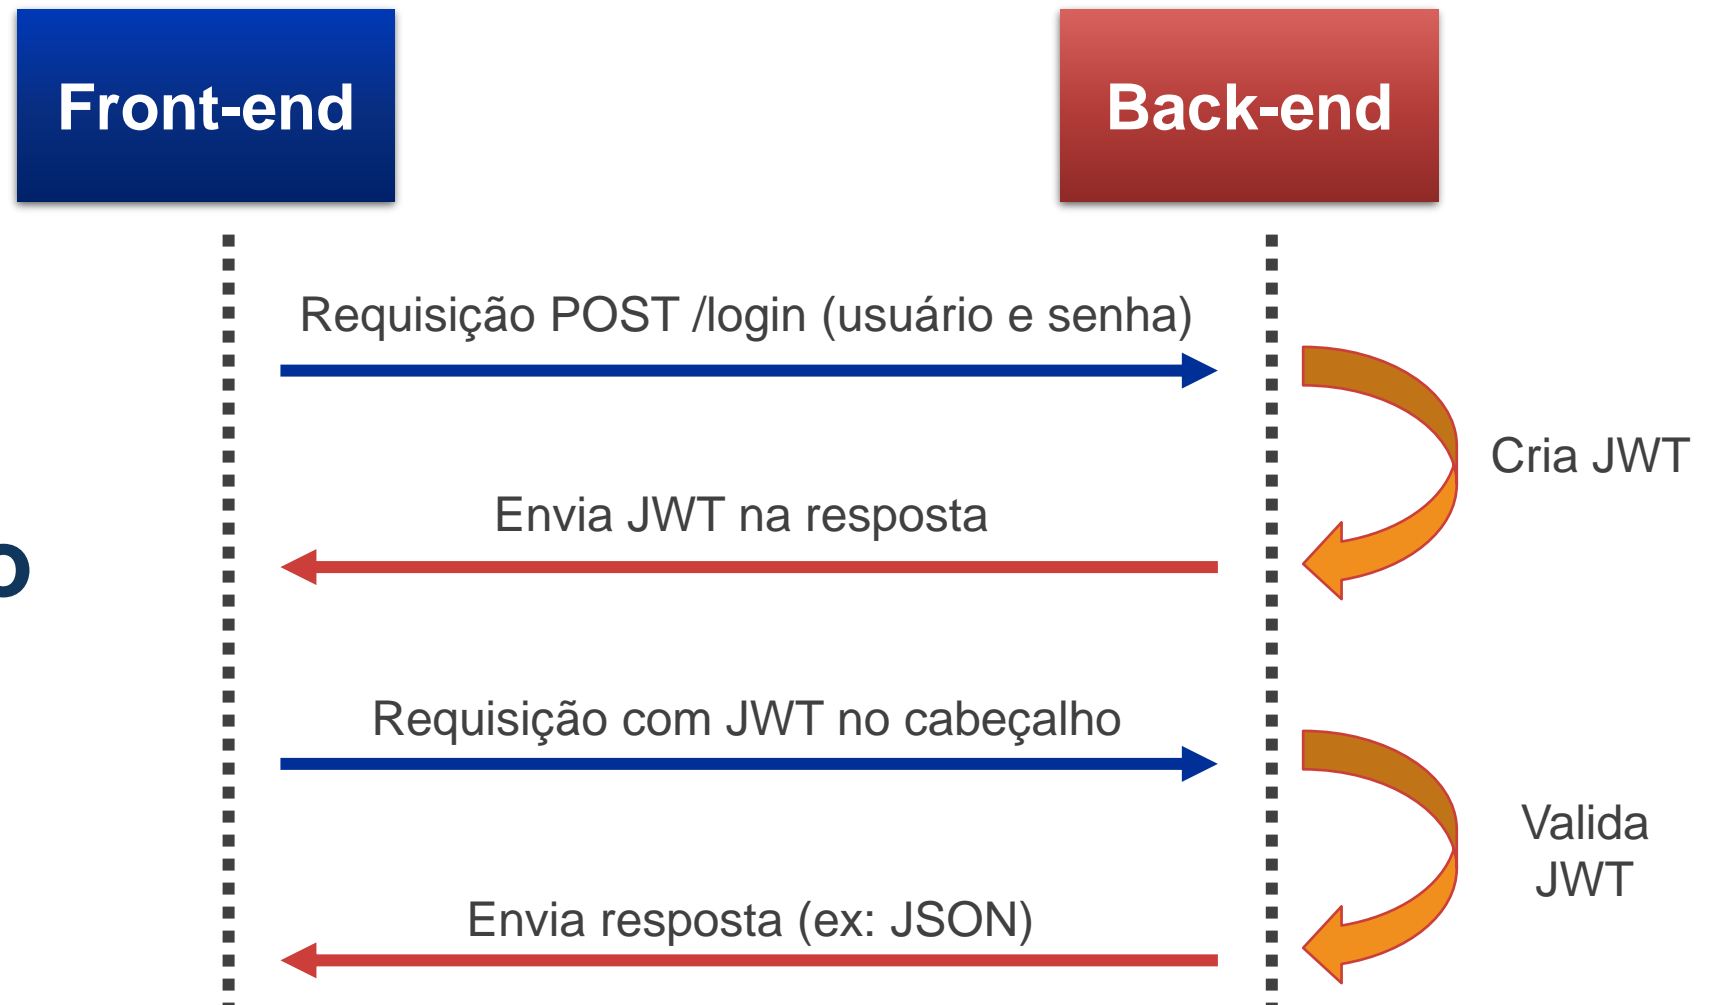 Front-end
Back-end
Requisição POST /login (usuário e senha)
Cria JWT
Envia JWT na resposta
o
Requisição com JWT no cabeçalho
Valida
JWT
Envia resposta (ex: JSON)